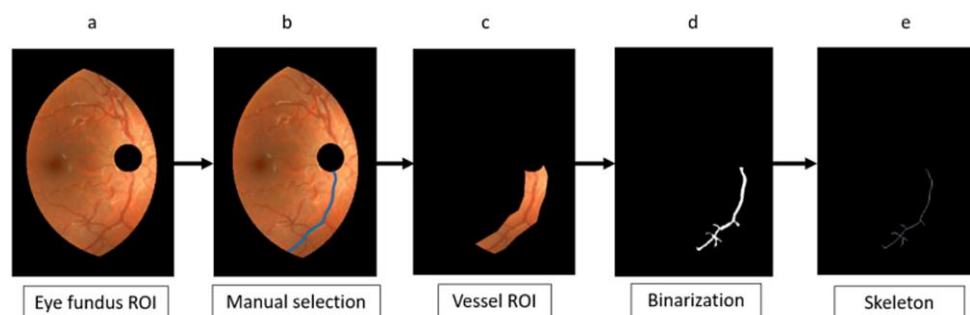 a
b
c
d
e
Eye fundus ROI
Manual selection
Vessel ROI
Binarization
Skeleton